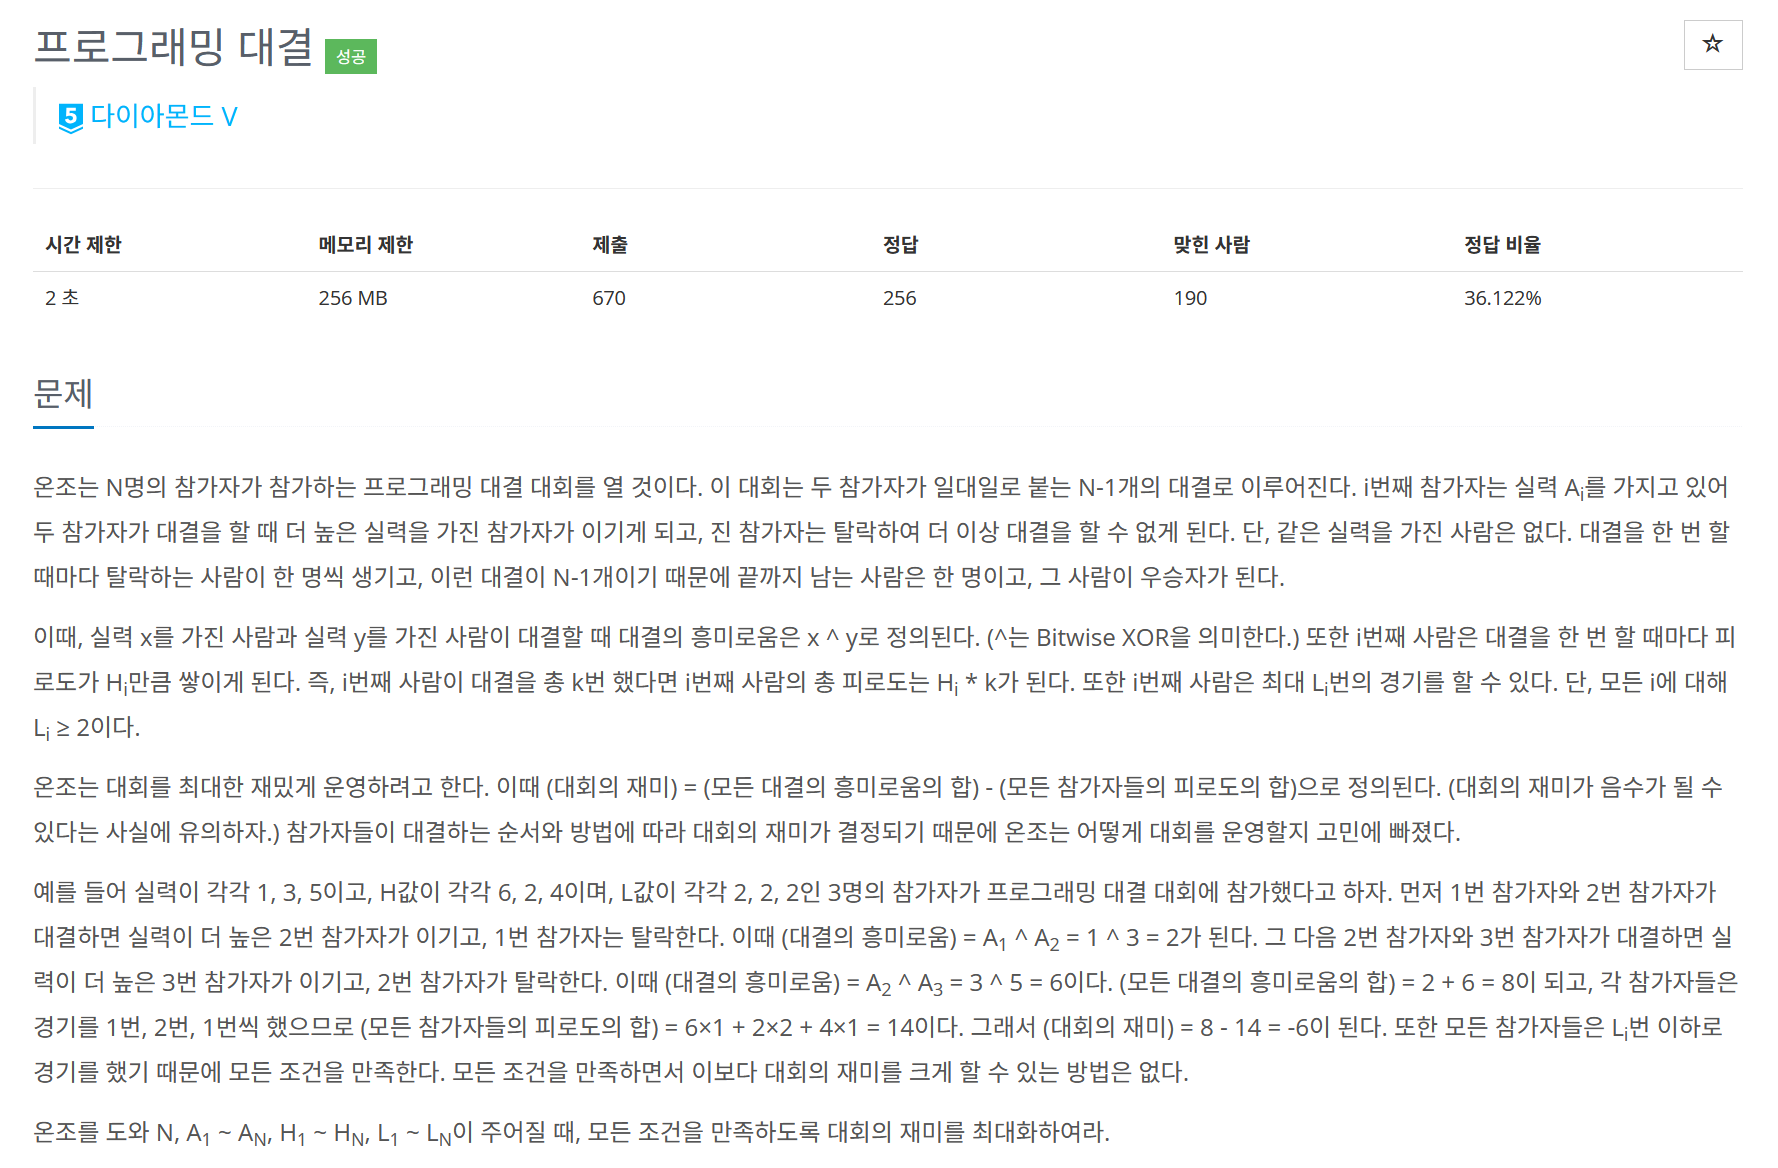 프로그래밍 대결 성공
☆
5 다이아몬드 V
시간 제한 메모리 제한 제출 정답 맞힌 사람 정답 비율
2 초 256 MB 670 256 190 36.122%
문제
온조는 N명의 참가자가 참가하는 프로그래밍 대결 대회를 열 것이다. 이 대회는 두 참가자가 일대일로 붙는 N-1개의 대결로 이루어진다. i번째 참가자는 실력 Ai를 가지고 있어
두 참가자가 대결을 할 때 더 높은 실력을 가진 참가자가 이기게 되고, 진 참가자는 탈락하여 더 이상 대결을 할 수 없게 된다. 단, 같은 실력을 가진 사람은 없다. 대결을 한 번 할
때마다 탈락하는 사람이 한 명씩 생기고, 이런 대결이 N-1개이기 때문에 끝까지 남는 사람은 한 명이고, 그 사람이 우승자가 된다.
이때, 실력 x를 가진 사람과 실력 y를 가진 사람이 대결할 때 대결의 흥미로움은 x ^ y로 정의된다. (^는 Bitwise XOR을 의미한다.) 또한 i번째 사람은 대결을 한 번 할 때마다 피
로도가 Hi만큼 쌓이게 된다. 즉, i번째 사람이 대결을 총 k번 했다면 i번째 사람의 총 피로도는 Hi * k가 된다. 또한 i번째 사람은 최대 Li번의 경기를 할 수 있다. 단, 모든 i에 대해
Li ≥ 2이다.
온조는 대회를 최대한 재밌게 운영하려고 한다. 이때 (대회의 재미) = (모든 대결의 흥미로움의 합) - (모든 참가자들의 피로도의 합)으로 정의된다. (대회의 재미가 음수가 될 수
있다는 사실에 유의하자.) 참가자들이 대결하는 순서와 방법에 따라 대회의 재미가 결정되기 때문에 온조는 어떻게 대회를 운영할지 고민에 빠졌다.
예를 들어 실력이 각각 1, 3, 5이고, H값이 각각 6, 2, 4이며, L값이 각각 2, 2, 2인 3명의 참가자가 프로그래밍 대결 대회에 참가했다고 하자. 먼저 1번 참가자와 2번 참가자가
대결하면 실력이 더 높은 2번 참가자가 이기고, 1번 참가자는 탈락한다. 이때 (대결의 흥미로움) = A1 ^ A2 = 1 ^ 3 = 2가 된다. 그 다음 2번 참가자와 3번 참가자가 대결하면 실
력이 더 높은 3번 참가자가 이기고, 2번 참가자가 탈락한다. 이때 (대결의 흥미로움) = A2 ^ A3 = 3 ^ 5 = 6이다. (모든 대결의 흥미로움의 합) = 2 + 6 = 8이 되고, 각 참가자들은
경기를 1번, 2번, 1번씩 했으므로 (모든 참가자들의 피로도의 합) = 6×1 + 2×2 + 4×1 = 14이다. 그래서 (대회의 재미) = 8 - 14 = -6이 된다. 또한 모든 참가자들은 Li번 이하로
경기를 했기 때문에 모든 조건을 만족한다. 모든 조건을 만족하면서 이보다 대회의 재미를 크게 할 수 있는 방법은 없다.
온조를 도와 N, A1 ~ AN, H1 ~ HN, L1 ~ LN이 주어질 때, 모든 조건을 만족하도록 대회의 재미를 최대화하여라.